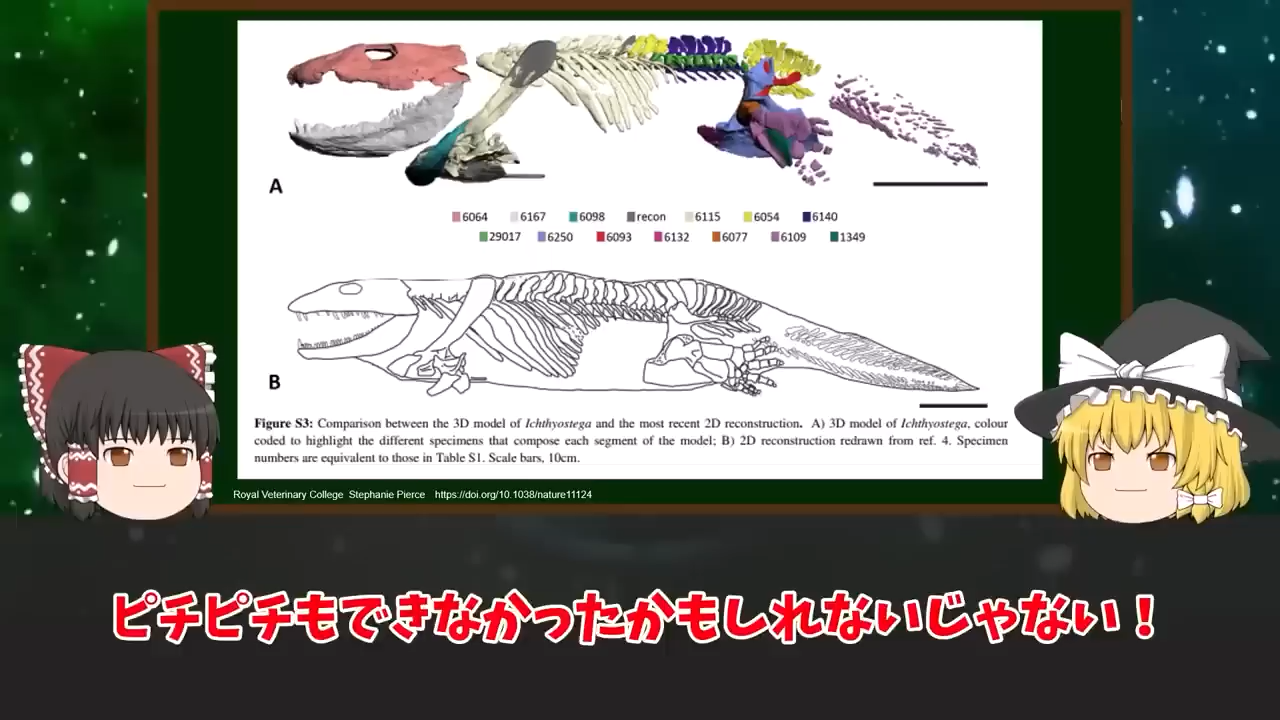 A
6064 6167 6098 recon 6115 6054 6140
29017 6250 6093 6132 6077 6109 1349
B
Figure S3: Comparison between the 3D model of Ichthyostega and the most recent 2D reconstruction. A) 3D model of Ichthyostega, colour
coded to highlight the different specimens that compose each segment of the model; B) 2D reconstruction redrawn from ref. 4. Specimen
numbers are equivalent to those in Table S1. Scale bars, 10cm.
Royal Veterinary College Stephanie Pierce https://doi.org/10.1038/nature11124
ピチピチもできなかったかもしれないじゃない！